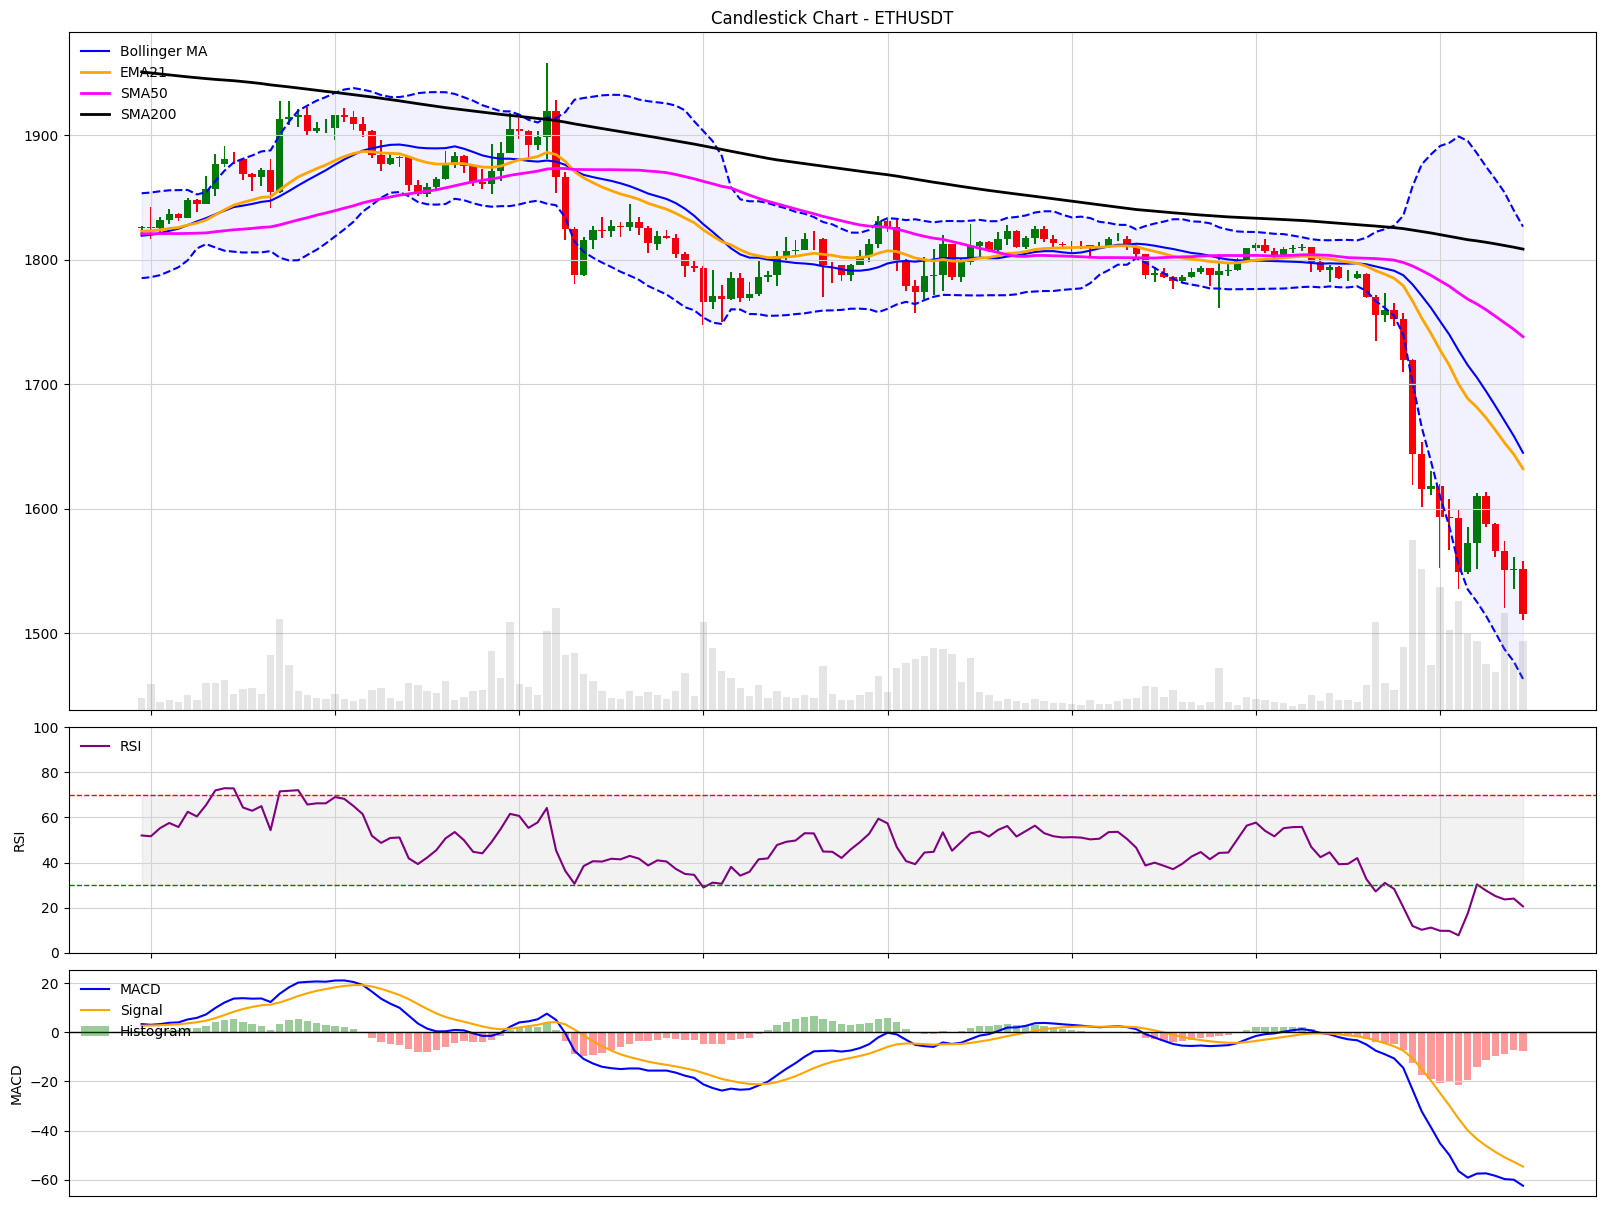 Candlestick Chart - ETHUSDT
Bollinger MA
EMA21
SMA50
SMA200
1900
1800
1700
1600
1500
RSI
100
80
60
40
20
0
RSI
MACD
Signal
Histogram
20
0
−20
−40
−60
MACD